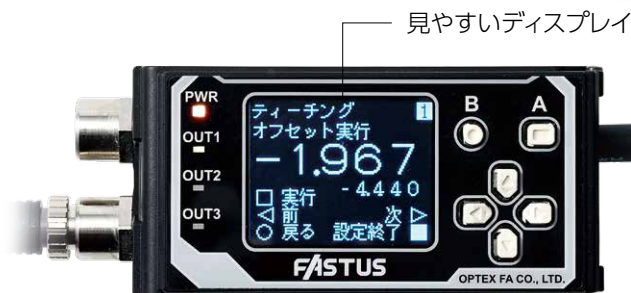 見やすいディスプレイ
PWR
OUT1
OUT2
OUT3
ティーチング 1
オフセット実行
-1.967
-4.440
□ 実行
◁ 前 次 ▷
○ 戻る 設定終了 ■
B A
FASTUS
OPTEX FA CO., LTD.